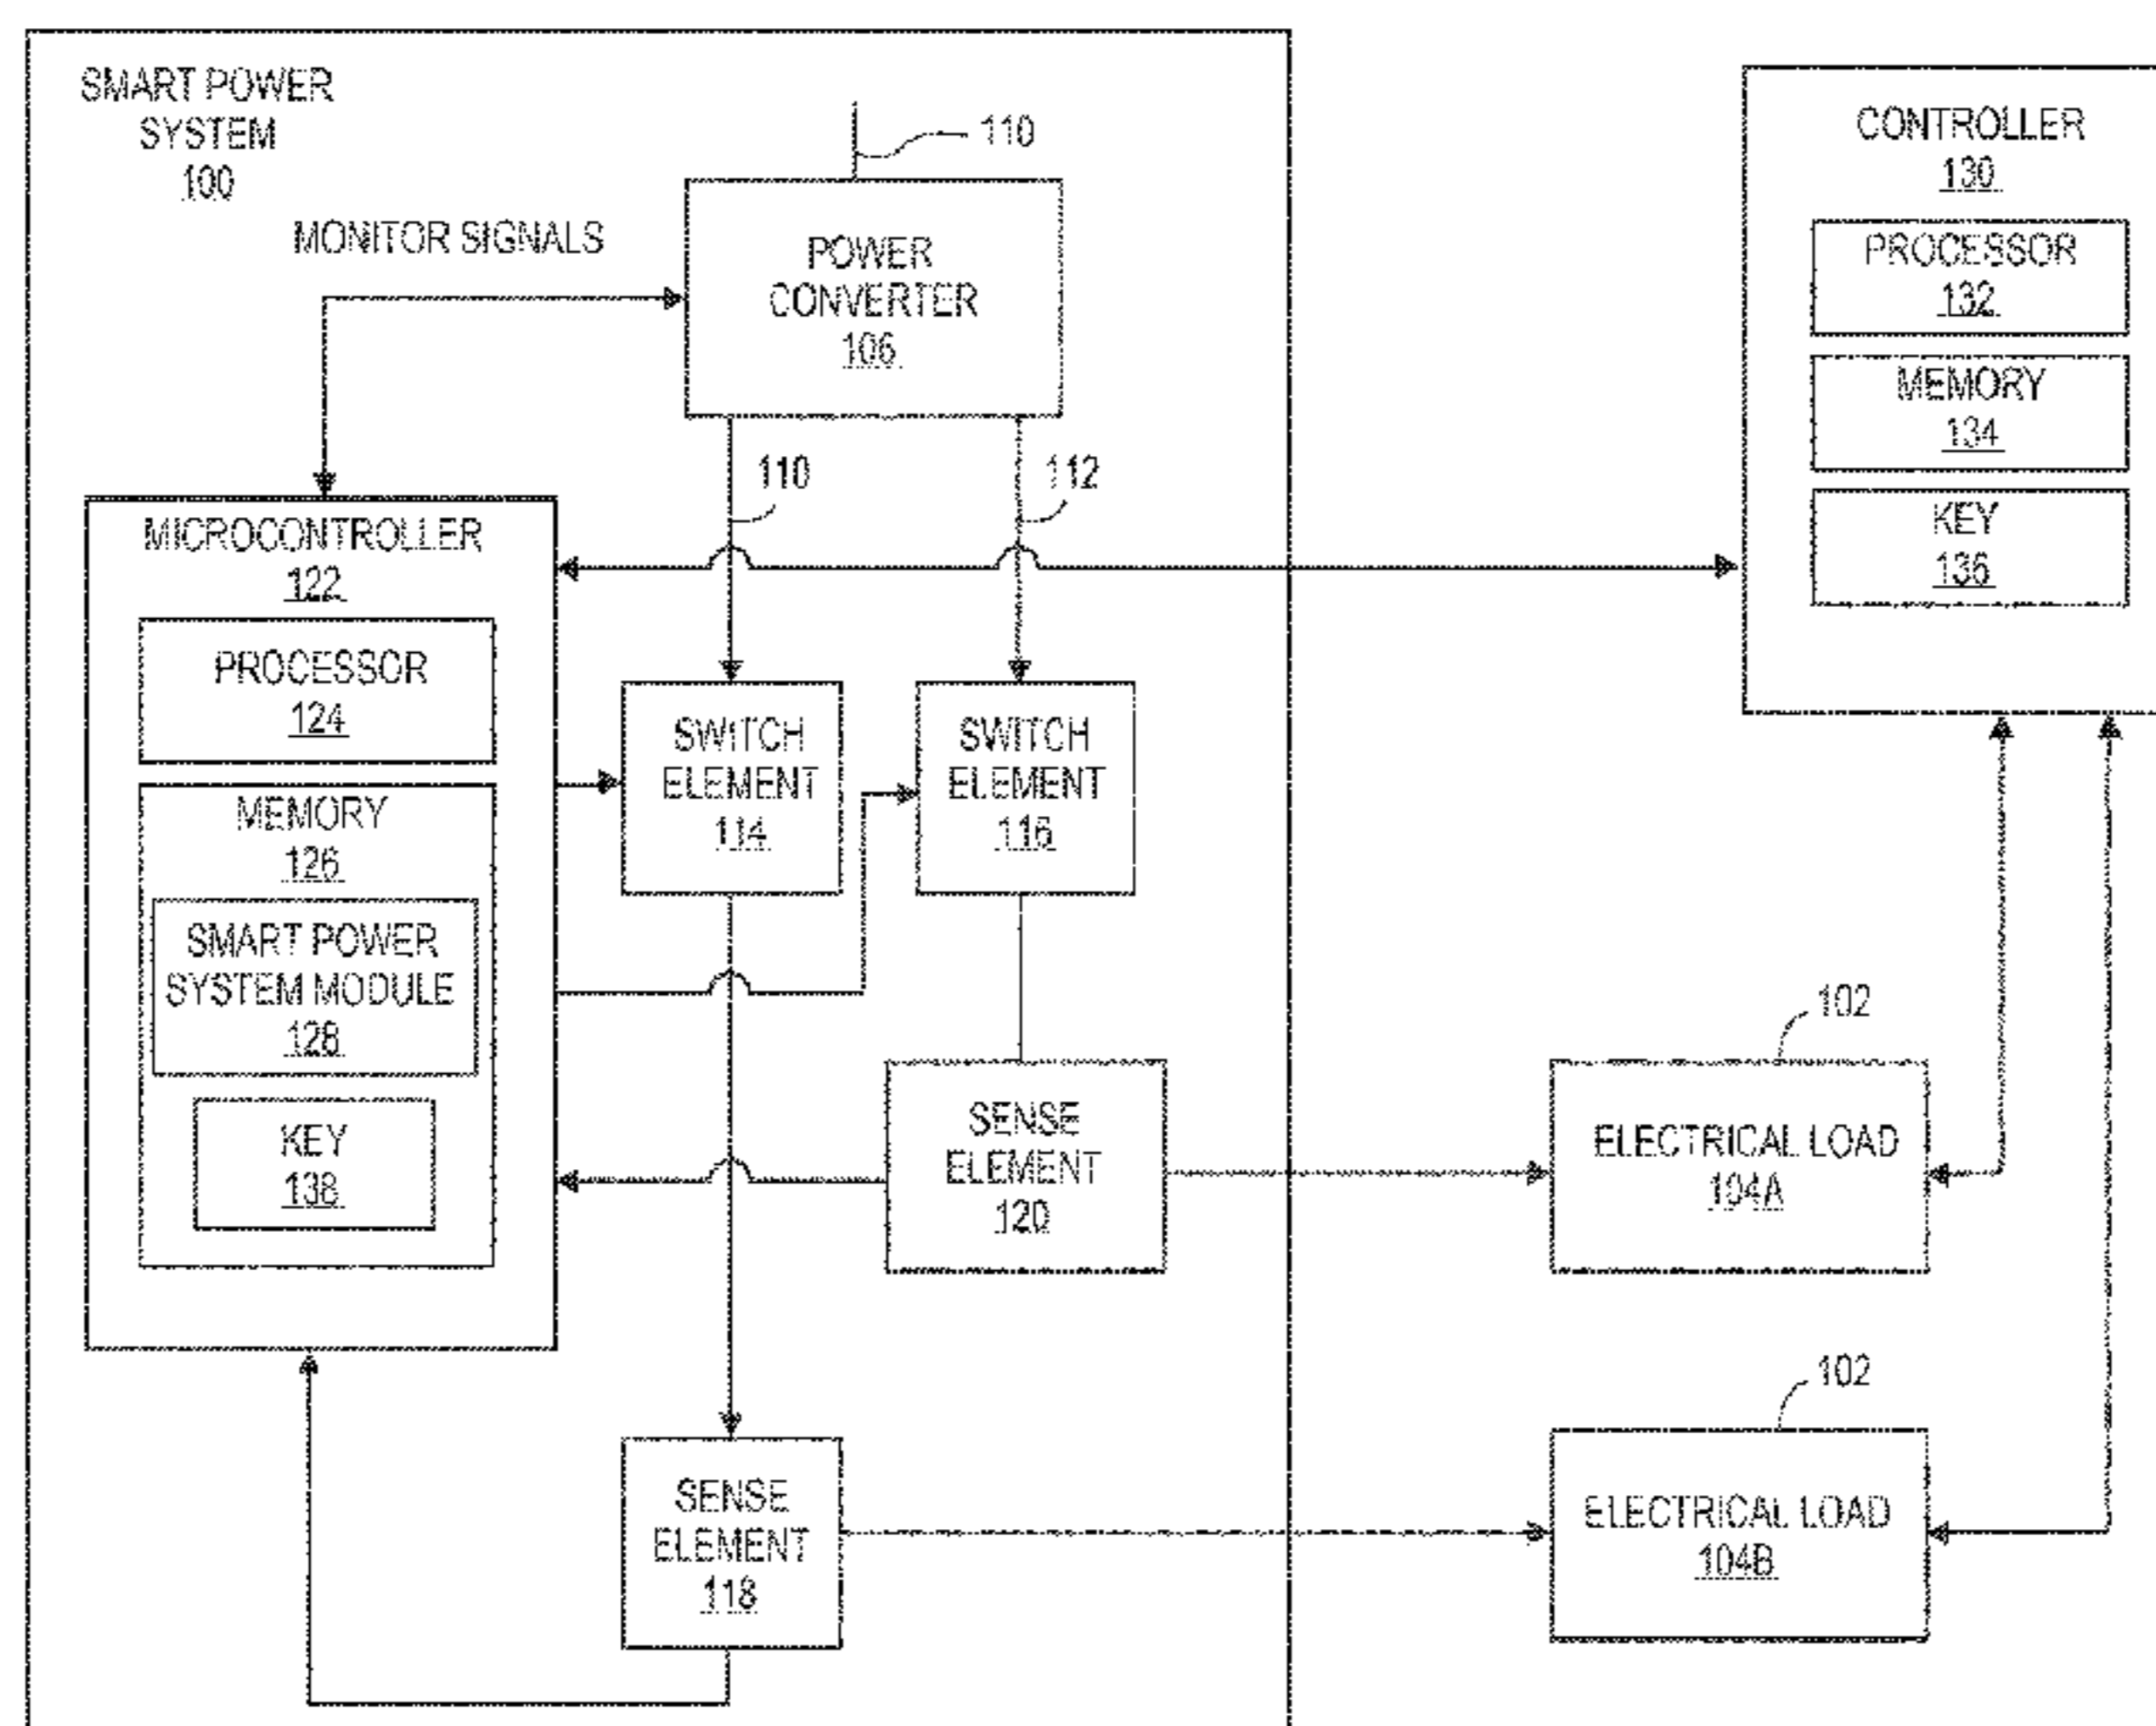 SMART POWER
SYSTEM
100
MONITOR SIGNALS
110
POWER
CONVERTER
106
110
112
MICROCONTROLLER
122
PROCESSOR
124
MEMORY
126
SMART POWER
SYSTEM MODULE
128
KEY
138
SWITCH
ELEMENT
114
SWITCH
ELEMENT
116
SENSE
ELEMENT
120
SENSE
ELEMENT
118
CONTROLLER
130
PROCESSOR
132
MEMORY
134
KEY
136
102
ELECTRICAL LOAD
104A
102
ELECTRICAL LOAD
104B